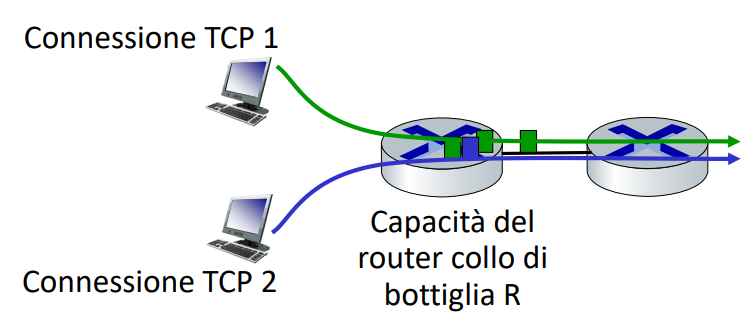 Connessione TCP 1
Capacità del
router collo di
bottiglia R
Connessione TCP 2